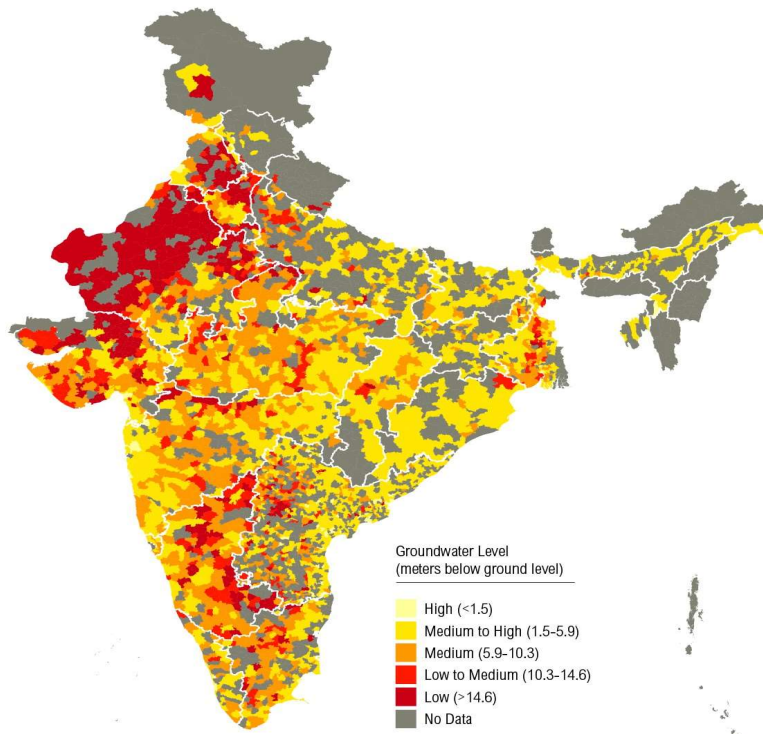 Groundwater Level
(meters below ground level)
High (<1.5)
Medium to High (1.5–5.9)
Medium (5.9–10.3)
Low to Medium (10.3–14.6)
Low (>14.6)
No Data